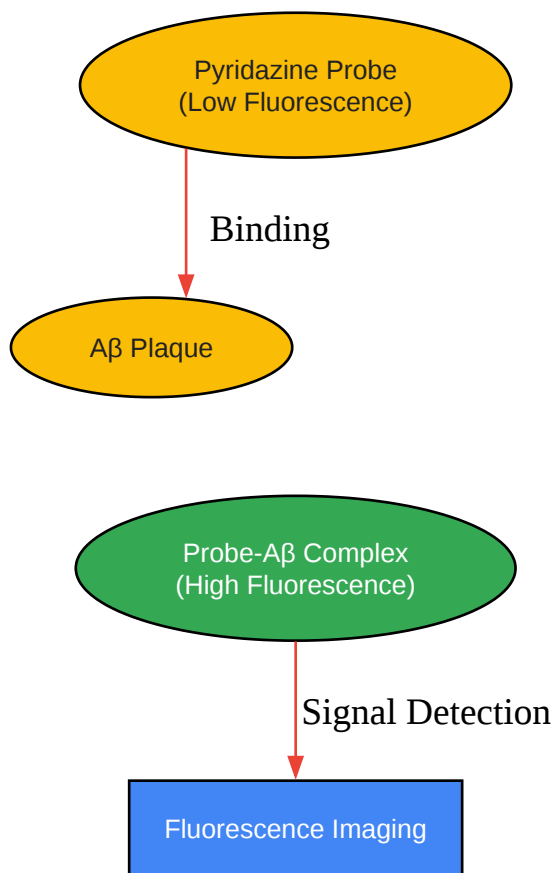 Pyridazine Probe
(Low Fluorescence)
Binding
Aβ Plaque
Probe-Aβ Complex
(High Fluorescence)
Signal Detection
Fluorescence Imaging